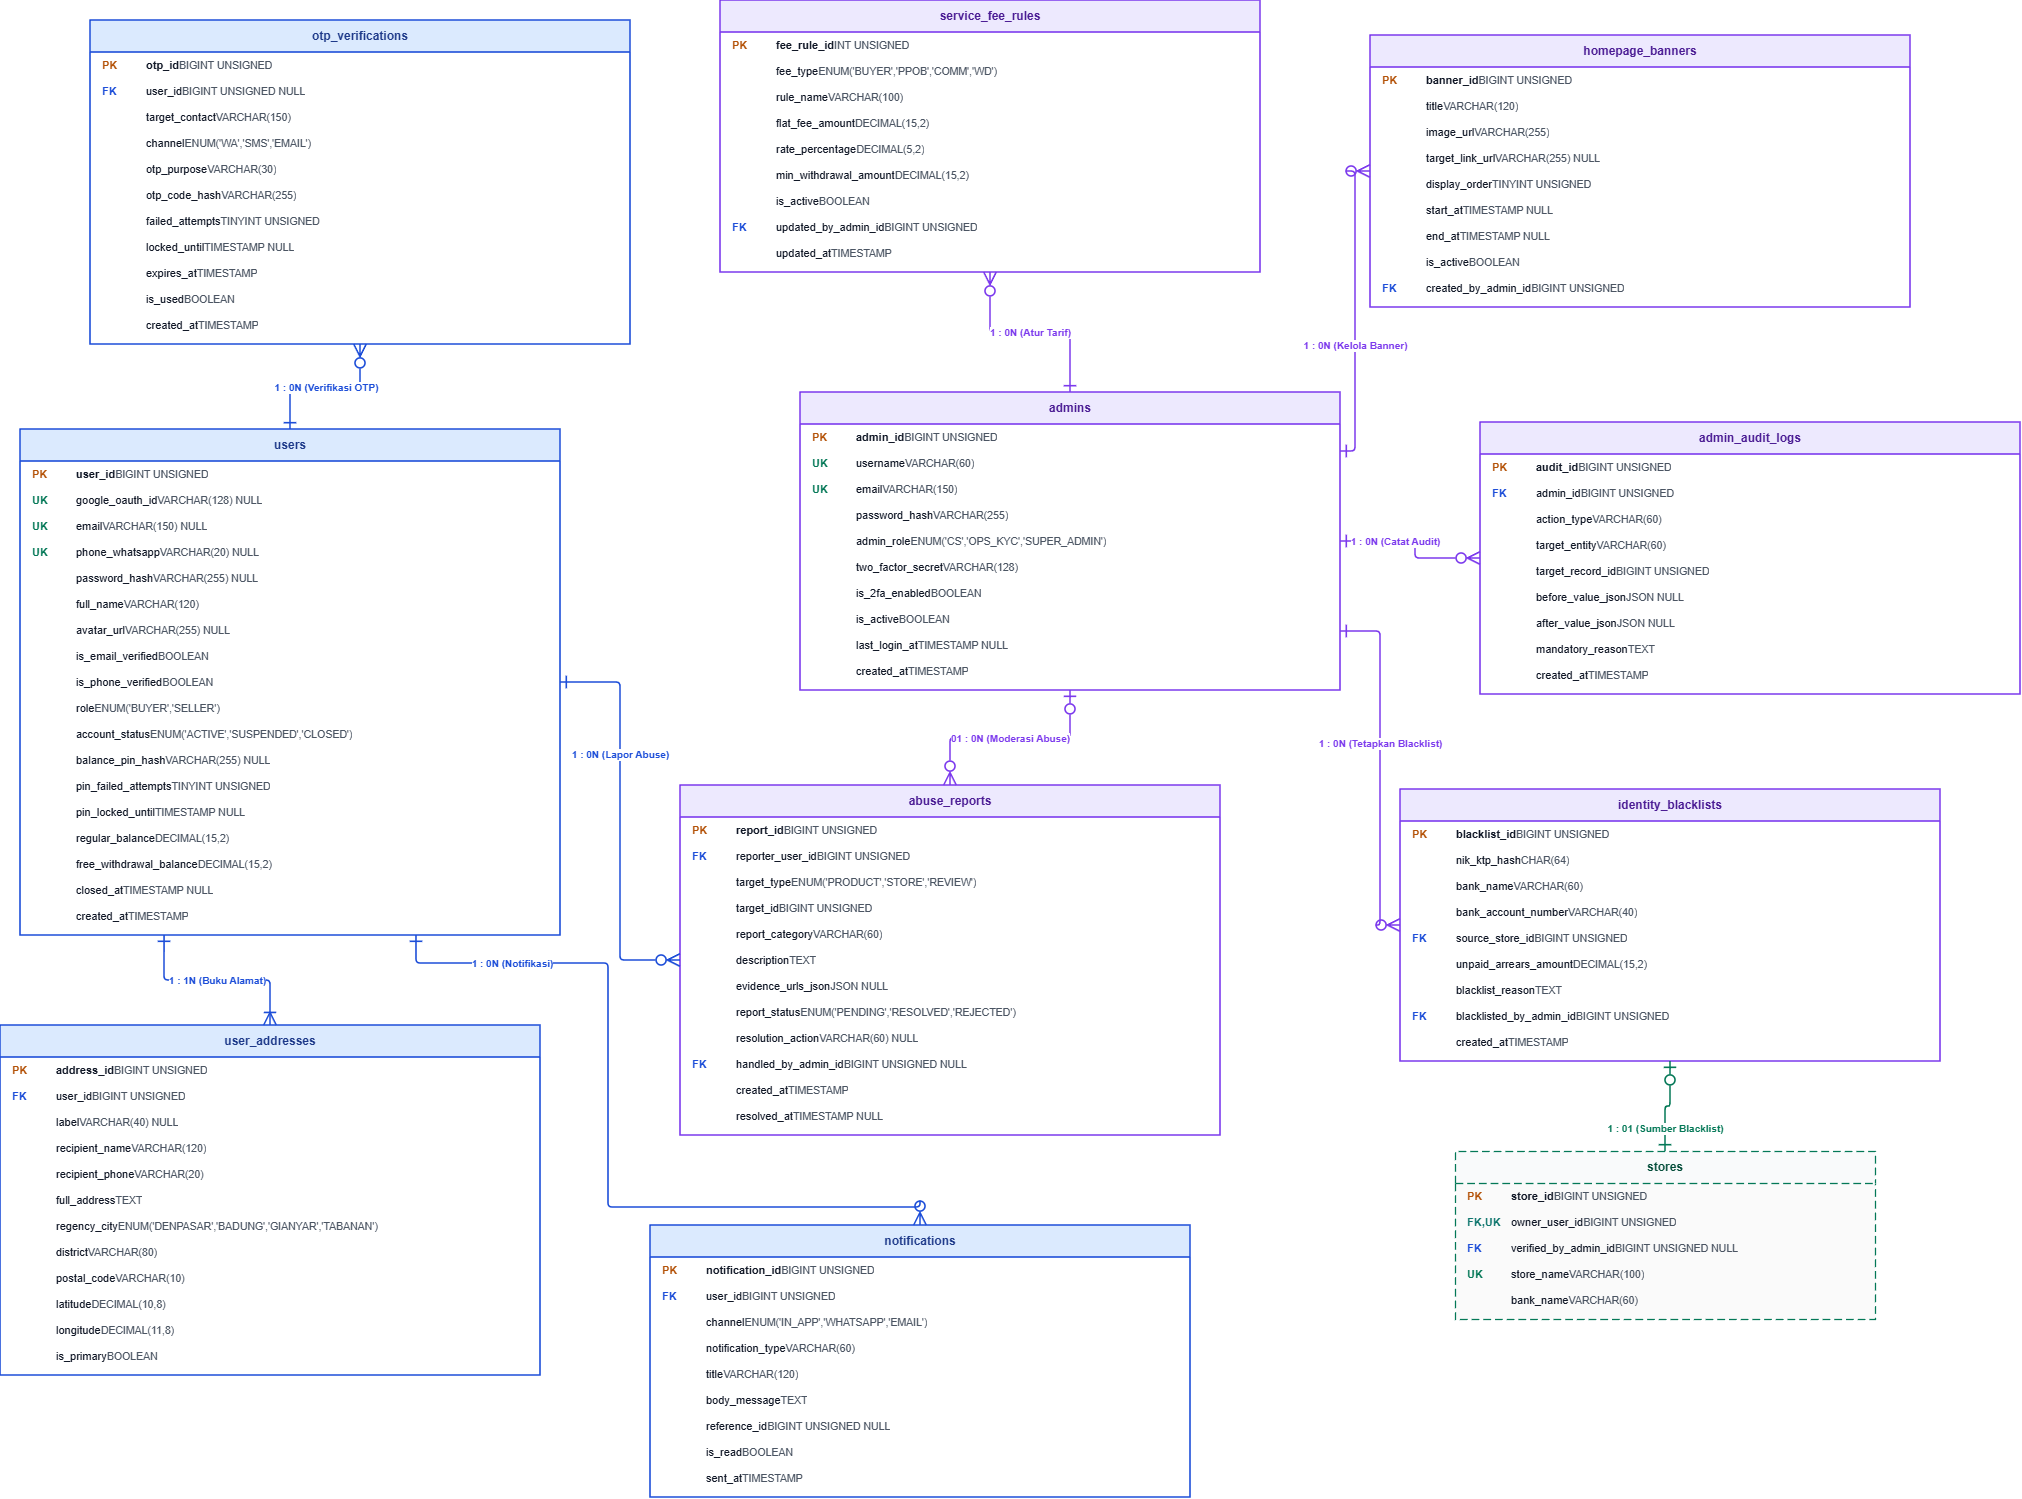 otp_verifications
PK otp_idBIGINT UNSIGNED
FK user_idBIGINT UNSIGNED NULL
target_contactVARCHAR(150)
channelENUM('WA','SMS','EMAIL')
otp_purposeVARCHAR(30)
otp_code_hashVARCHAR(255)
failed_attemptsTINYINT UNSIGNED
locked_untilTIMESTAMP NULL
expires_atTIMESTAMP
is_usedBOOLEAN
created_atTIMESTAMP
1 : 0N (Verifikasi OTP)
service_fee_rules
PK fee_rule_idINT UNSIGNED
fee_typeENUM('BUYER','PPOB','COMM','WD')
rule_nameVARCHAR(100)
flat_fee_amountDECIMAL(15,2)
rate_percentageDECIMAL(5,2)
min_withdrawal_amountDECIMAL(15,2)
is_activeBOOLEAN
FK updated_by_admin_idBIGINT UNSIGNED
updated_atTIMESTAMP
1 : 0N (Atur Tarif)
homepage_banners
PK banner_idBIGINT UNSIGNED
titleVARCHAR(120)
image_urlVARCHAR(255)
target_link_urlVARCHAR(255) NULL
display_orderTINYINT UNSIGNED
start_atTIMESTAMP NULL
end_atTIMESTAMP NULL
is_activeBOOLEAN
FK created_by_admin_idBIGINT UNSIGNED
1 : 0N (Kelola Banner)
users
PK user_idBIGINT UNSIGNED
UK google_oauth_idVARCHAR(128) NULL
UK emailVARCHAR(150) NULL
UK phone_whatsappVARCHAR(20) NULL
password_hashVARCHAR(255) NULL
full_nameVARCHAR(120)
avatar_urlVARCHAR(255) NULL
is_email_verifiedBOOLEAN
is_phone_verifiedBOOLEAN
roleENUM('BUYER','SELLER')
account_statusENUM('ACTIVE','SUSPENDED','CLOSED')
balance_pin_hashVARCHAR(255) NULL
pin_failed_attemptsTINYINT UNSIGNED
pin_locked_untilTIMESTAMP NULL
regular_balanceDECIMAL(15,2)
free_withdrawal_balanceDECIMAL(15,2)
closed_atTIMESTAMP NULL
created_atTIMESTAMP
1 : 0N (Lapor Abuse)
1 : 0N (Notifikasi)
1 : 1N (Buku Alamat)
admins
PK admin_idBIGINT UNSIGNED
UK usernameVARCHAR(60)
UK emailVARCHAR(150)
password_hashVARCHAR(255)
admin_roleENUM('CS','OPS_KYC','SUPER_ADMIN')
two_factor_secretVARCHAR(128)
is_2fa_enabledBOOLEAN
is_activeBOOLEAN
last_login_atTIMESTAMP NULL
created_atTIMESTAMP
1 : 0N (Catat Audit)
01 : 0N (Moderasi Abuse)
1 : 0N (Tetapkan Blacklist)
admin_audit_logs
PK audit_idBIGINT UNSIGNED
FK admin_idBIGINT UNSIGNED
action_typeVARCHAR(60)
target_entityVARCHAR(60)
target_record_idBIGINT UNSIGNED
before_value_jsonJSON NULL
after_value_jsonJSON NULL
mandatory_reasonTEXT
created_atTIMESTAMP
abuse_reports
PK report_idBIGINT UNSIGNED
FK reporter_user_idBIGINT UNSIGNED
target_typeENUM('PRODUCT','STORE','REVIEW')
target_idBIGINT UNSIGNED
report_categoryVARCHAR(60)
descriptionTEXT
evidence_urls_jsonJSON NULL
report_statusENUM('PENDING','RESOLVED','REJECTED')
resolution_actionVARCHAR(60) NULL
FK handled_by_admin_idBIGINT UNSIGNED NULL
created_atTIMESTAMP
resolved_atTIMESTAMP NULL
identity_blacklists
PK blacklist_idBIGINT UNSIGNED
nik_ktp_hashCHAR(64)
bank_nameVARCHAR(60)
bank_account_numberVARCHAR(40)
FK source_store_idBIGINT UNSIGNED
unpaid_arrears_amountDECIMAL(15,2)
blacklist_reasonTEXT
FK blacklisted_by_admin_idBIGINT UNSIGNED
created_atTIMESTAMP
1 : 01 (Sumber Blacklist)
user_addresses
PK address_idBIGINT UNSIGNED
FK user_idBIGINT UNSIGNED
labelVARCHAR(40) NULL
recipient_nameVARCHAR(120)
recipient_phoneVARCHAR(20)
full_addressTEXT
regency_cityENUM('DENPASAR','BADUNG','GIANYAR','TABANAN')
districtVARCHAR(80)
postal_codeVARCHAR(10)
latitudeDECIMAL(10,8)
longitudeDECIMAL(11,8)
is_primaryBOOLEAN
notifications
PK notification_idBIGINT UNSIGNED
FK user_idBIGINT UNSIGNED
channelENUM('IN_APP','WHATSAPP','EMAIL')
notification_typeVARCHAR(60)
titleVARCHAR(120)
body_messageTEXT
reference_idBIGINT UNSIGNED NULL
is_readBOOLEAN
sent_atTIMESTAMP
stores
PK store_idBIGINT UNSIGNED
FK,UK owner_user_idBIGINT UNSIGNED
FK verified_by_admin_idBIGINT UNSIGNED NULL
UK store_nameVARCHAR(100)
bank_nameVARCHAR(60)